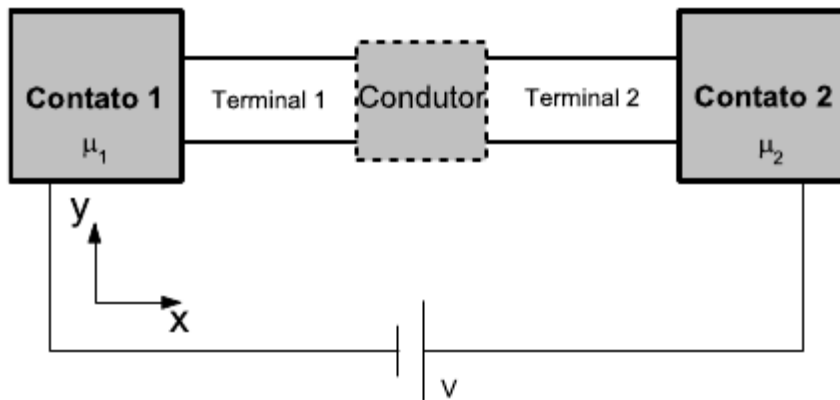 Contato 1
μ1
Terminal 1
Condutor
Terminal 2
Contato 2
μ2
y
x
V